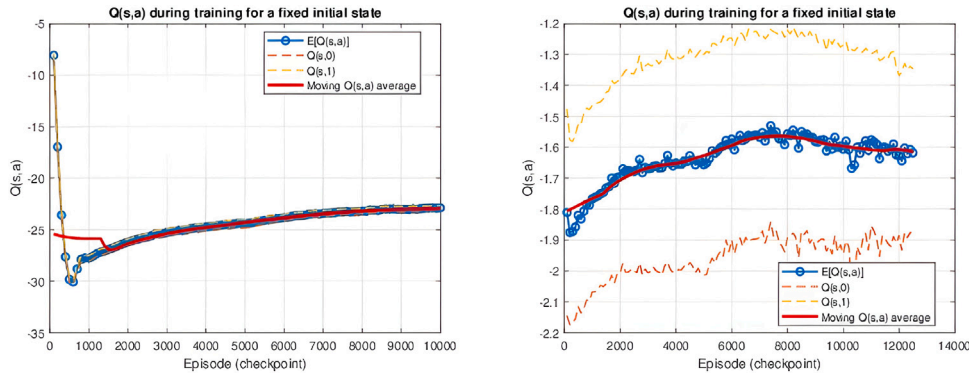 Q(s,a) during training for a fixed initial state
-5
-10
-15
-20
-25
-30
-35
Q(s,a)
E[Q(s,a)]
Q(s,0)
Q(s,1)
Moving Q(s,a) average
0 1000 2000 3000 4000 5000 6000 7000 8000 9000 10000
Episode (checkpoint)
Q(s,a) during training for a fixed initial state
-1.2
-1.3
-1.4
-1.5
-1.6
-1.7
-1.8
-1.9
-2
-2.1
-2.2
Q(s,a)
E[Q(s,a)]
Q(s,0)
Q(s,1)
Moving Q(s,a) average
0 2000 4000 6000 8000 10000 12000 14000
Episode (checkpoint)